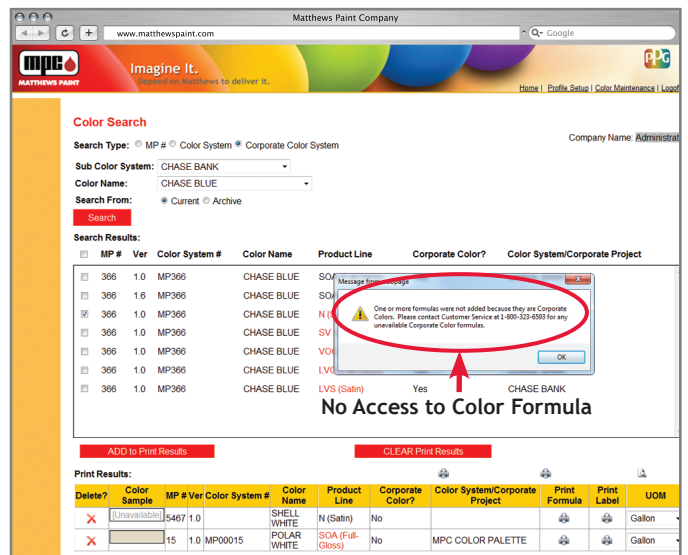 Matthews Paint Company
www.matthewspaint.com
Google
mpc
MATTHEWS PAINT
Imagine It.
Depend on Matthews to deliver it.
PPG
Home | Profile Setup | Color Maintenance | Logof
Color Search
Company Name: Administrat
Search Type: MP # Color System Corporate Color System
Sub Color System: CHASE BANK
Color Name: CHASE BLUE
Search From: Current Archive
Search
Search Results:
MP # Ver Color System # Color Name Product Line Corporate Color? Color System/Corporate Project
366 1.0 MP366 CHASE BLUE SOA
366 1.6 MP366 CHASE BLUE SOA
366 1.0 MP366 CHASE BLUE N (S
366 1.0 MP366 CHASE BLUE SV
366 1.0 MP366 CHASE BLUE VOC
366 1.0 MP366 CHASE BLUE LVG
366 1.0 MP366 CHASE BLUE LVS (Satin) Yes CHASE BANK
Message from webpage
One or more formulas were not added because they are Corporate
Colors. Please contact Customer Service at 1-800-323-6593 for any
unavailable Corporate Color formulas.
OK
No Access to Color Formula
ADD to Print Results CLEAR Print Results
Print Results:
Delete? Color Sample MP # Ver Color System # Color Name Product Line Corporate Color? Color System/Corporate Project Print Formula Print Label UOM
[Unavailable] 5467 1.0 SHELL WHITE N (Satin) No Gallon
15 1.0 MP00015 POLAR WHITE SOA (Full-Gloss) No MPC COLOR PALETTE Gallon